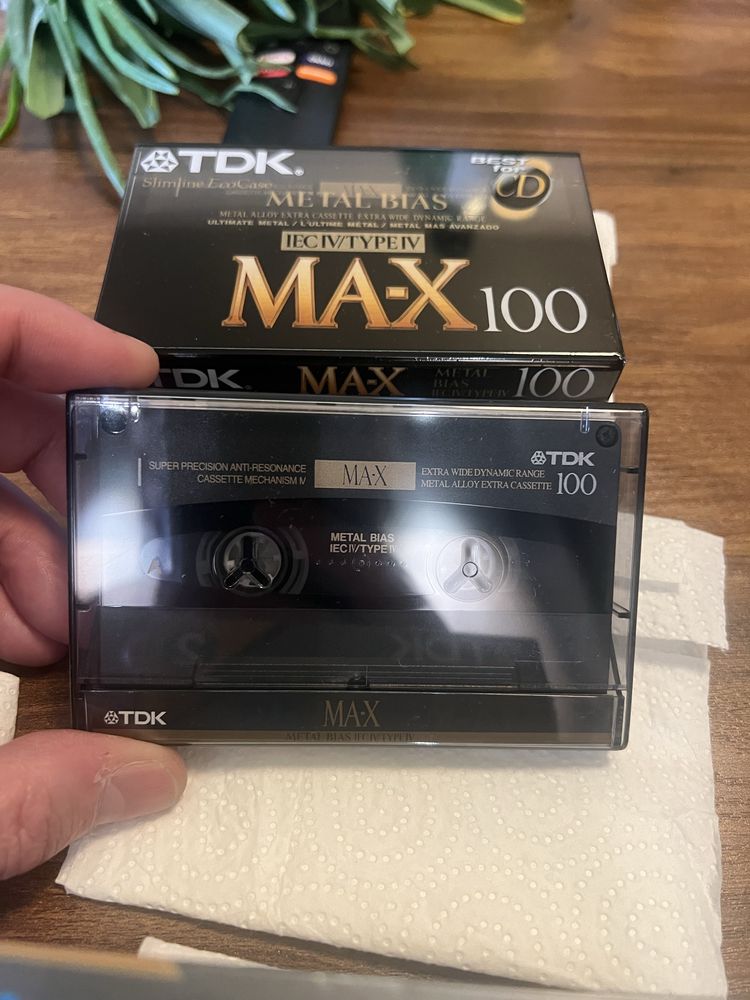 TDK®
BEST for CD
Slimline EcoCase
METAL BIAS
METAL ALLOY EXTRA CASSETTE EXTRA WIDE DYNAMIC RANGE
ULTIMATE METAL / L'ULTIME MÉTAL / METAL MAS AVANZADO
IEC IV/TYPE IV
MA-X 100
TDK MA-X METAL BIAS IEC IV/TYPE IV 100
TDK
SUPER PRECISION ANTI-RESONANCE
CASSETTE MECHANISM IV
MA-X
EXTRA WIDE DYNAMIC RANGE
METAL ALLOY EXTRA CASSETTE 100
METAL BIAS
IEC IV/TYPE IV
A
TDK MA-X
METAL BIAS IEC IV/TYPE IV